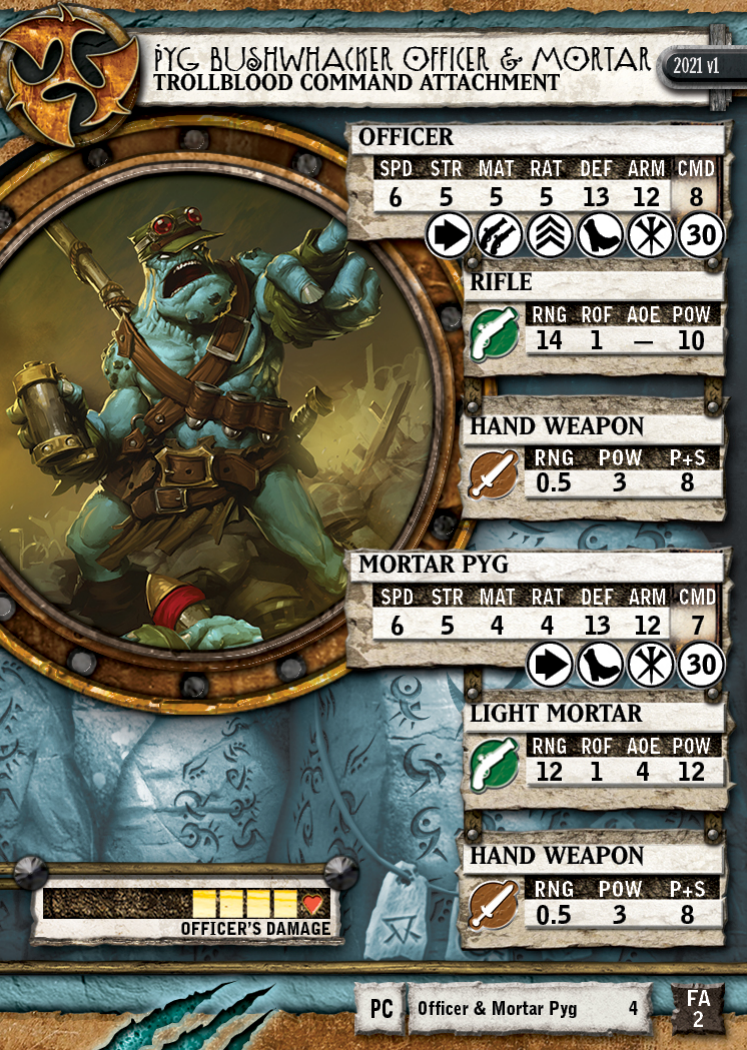 PYG BUSHWHACKER OFFICER & MORTAR
TROLLBLOOD COMMAND ATTACHMENT
2021 v1
OFFICER
SPD STR MAT RAT DEF ARM CMD
6 5 5 5 13 12 8
30
RIFLE
RNG ROF AOE POW
14 1 — 10
HAND WEAPON
RNG POW P+S
0.5 3 8
MORTAR PYG
SPD STR MAT RAT DEF ARM CMD
6 5 4 4 13 12 7
30
LIGHT MORTAR
RNG ROF AOE POW
12 1 4 12
HAND WEAPON
RNG POW P+S
0.5 3 8
OFFICER'S DAMAGE
PC Officer & Mortar Pyg 4
FA
2